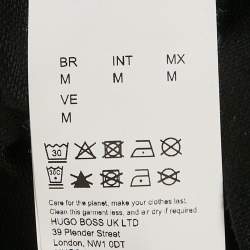 BR INT MX
M M M
VE
M
30
Care for the planet, make your clothes last.
Clean this garment less, and air dry if required.
HUGO BOSS UK LTD
39 Plender Street
London, NW1 0DT